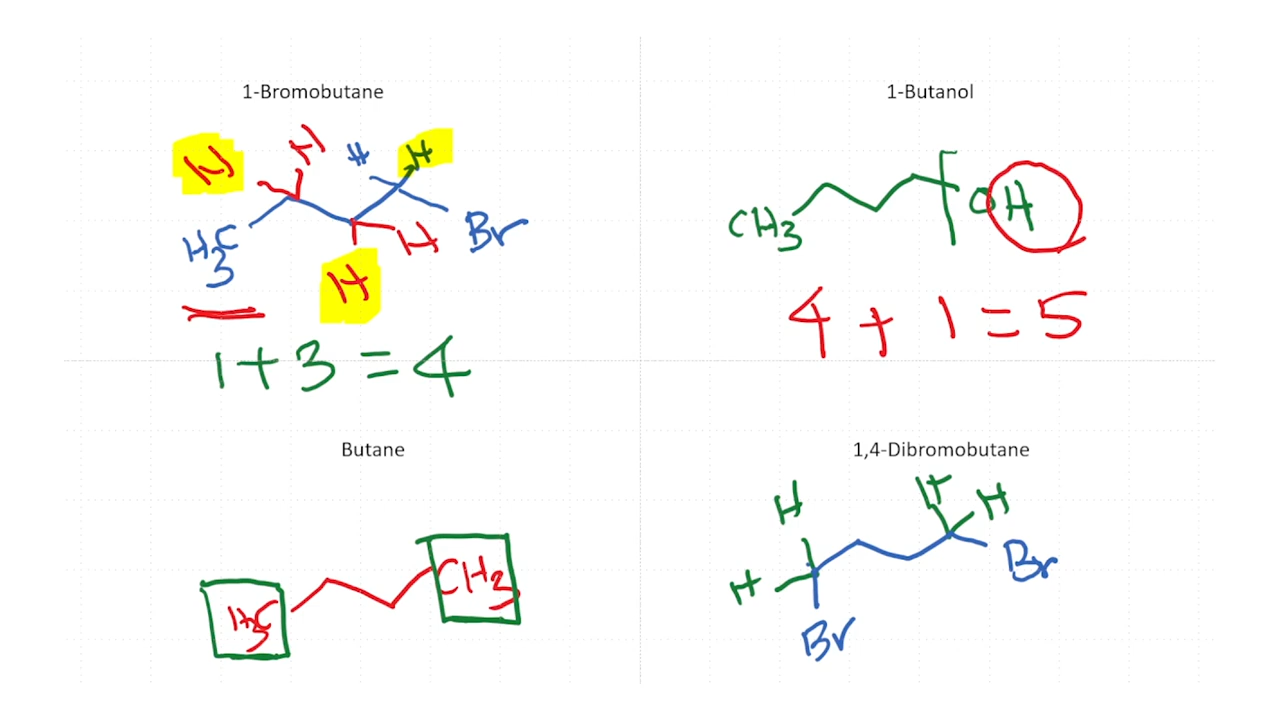 1-Bromobutane
H H H H
H₃C H Br
H
1+3=4
1-Butanol
CH₃ OH
4+1=5
Butane
H₃C CH₃
1,4-Dibromobutane
H H H
H Br
Br